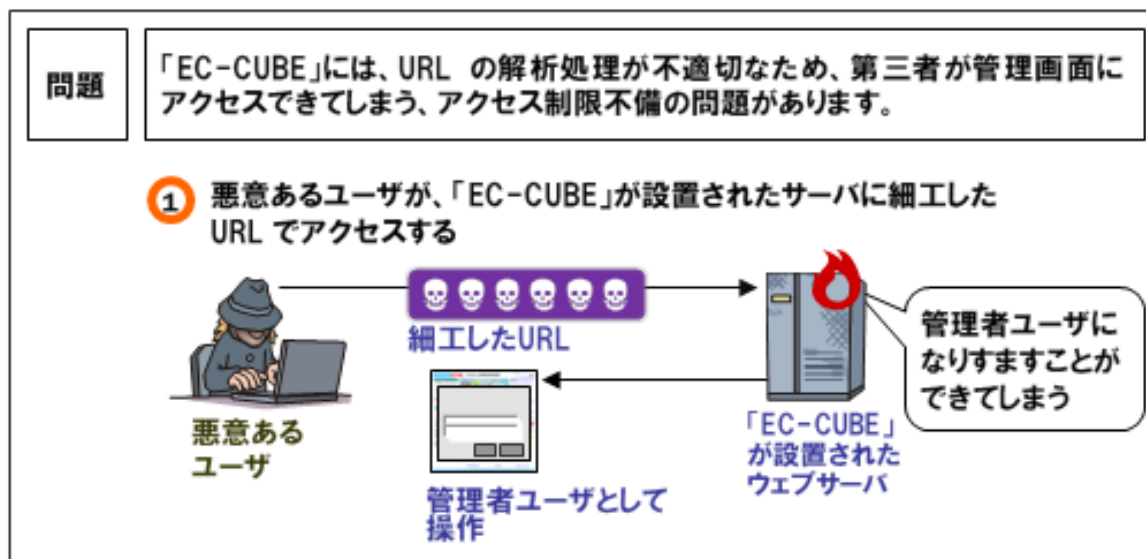 問題
「EC-CUBE」には、URL の解析処理が不適切なため、第三者が管理画面に
アクセスできてしまう、アクセス制限不備の問題があります。
1 悪意あるユーザが、「EC-CUBE」が設置されたサーバに細工した
URL でアクセスする
細工したURL
管理者ユーザに
なりすますことが
できてしまう
悪意ある
ユーザ
管理者ユーザとして
操作
「EC-CUBE」
が設置された
ウェブサーバ